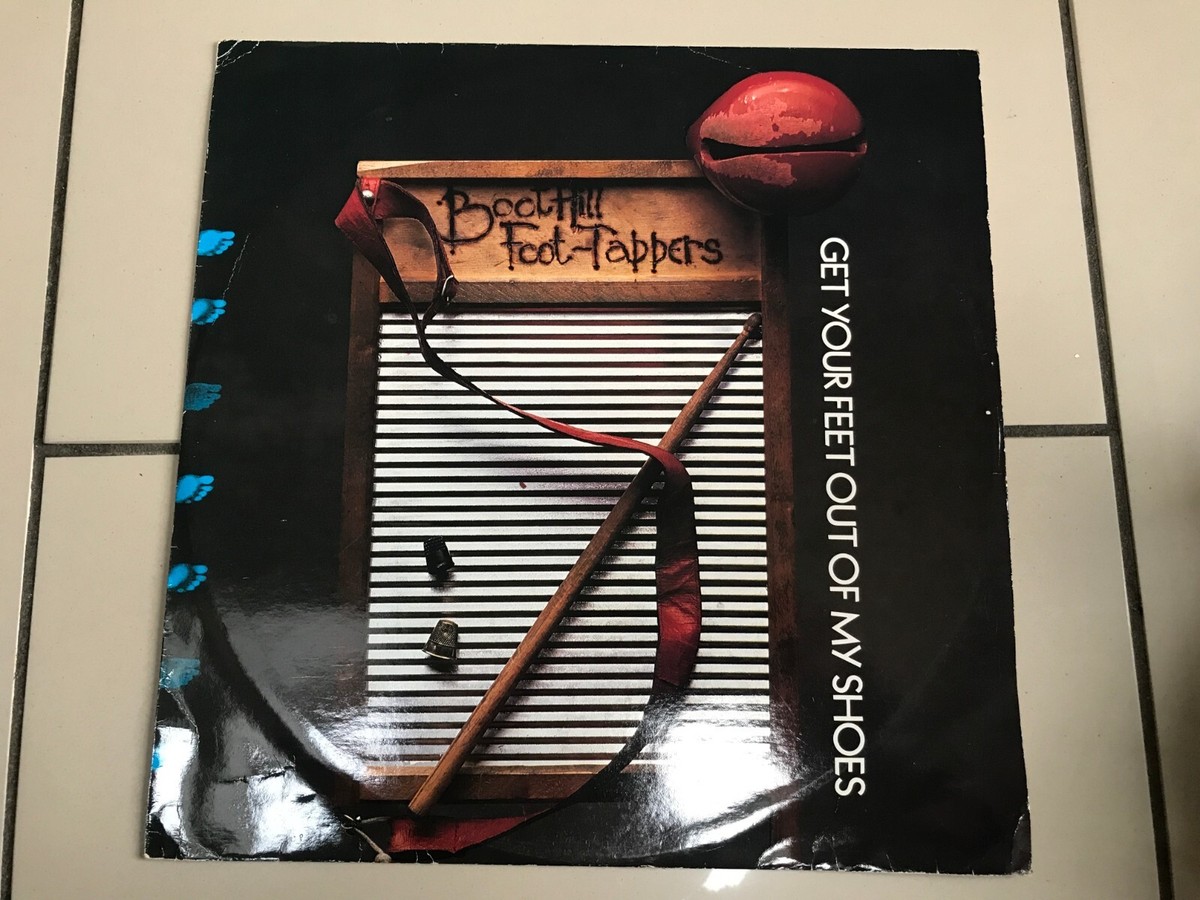 Boot Hill
Foot-Tappers
GET YOUR FEET OUT OF MY SHOES